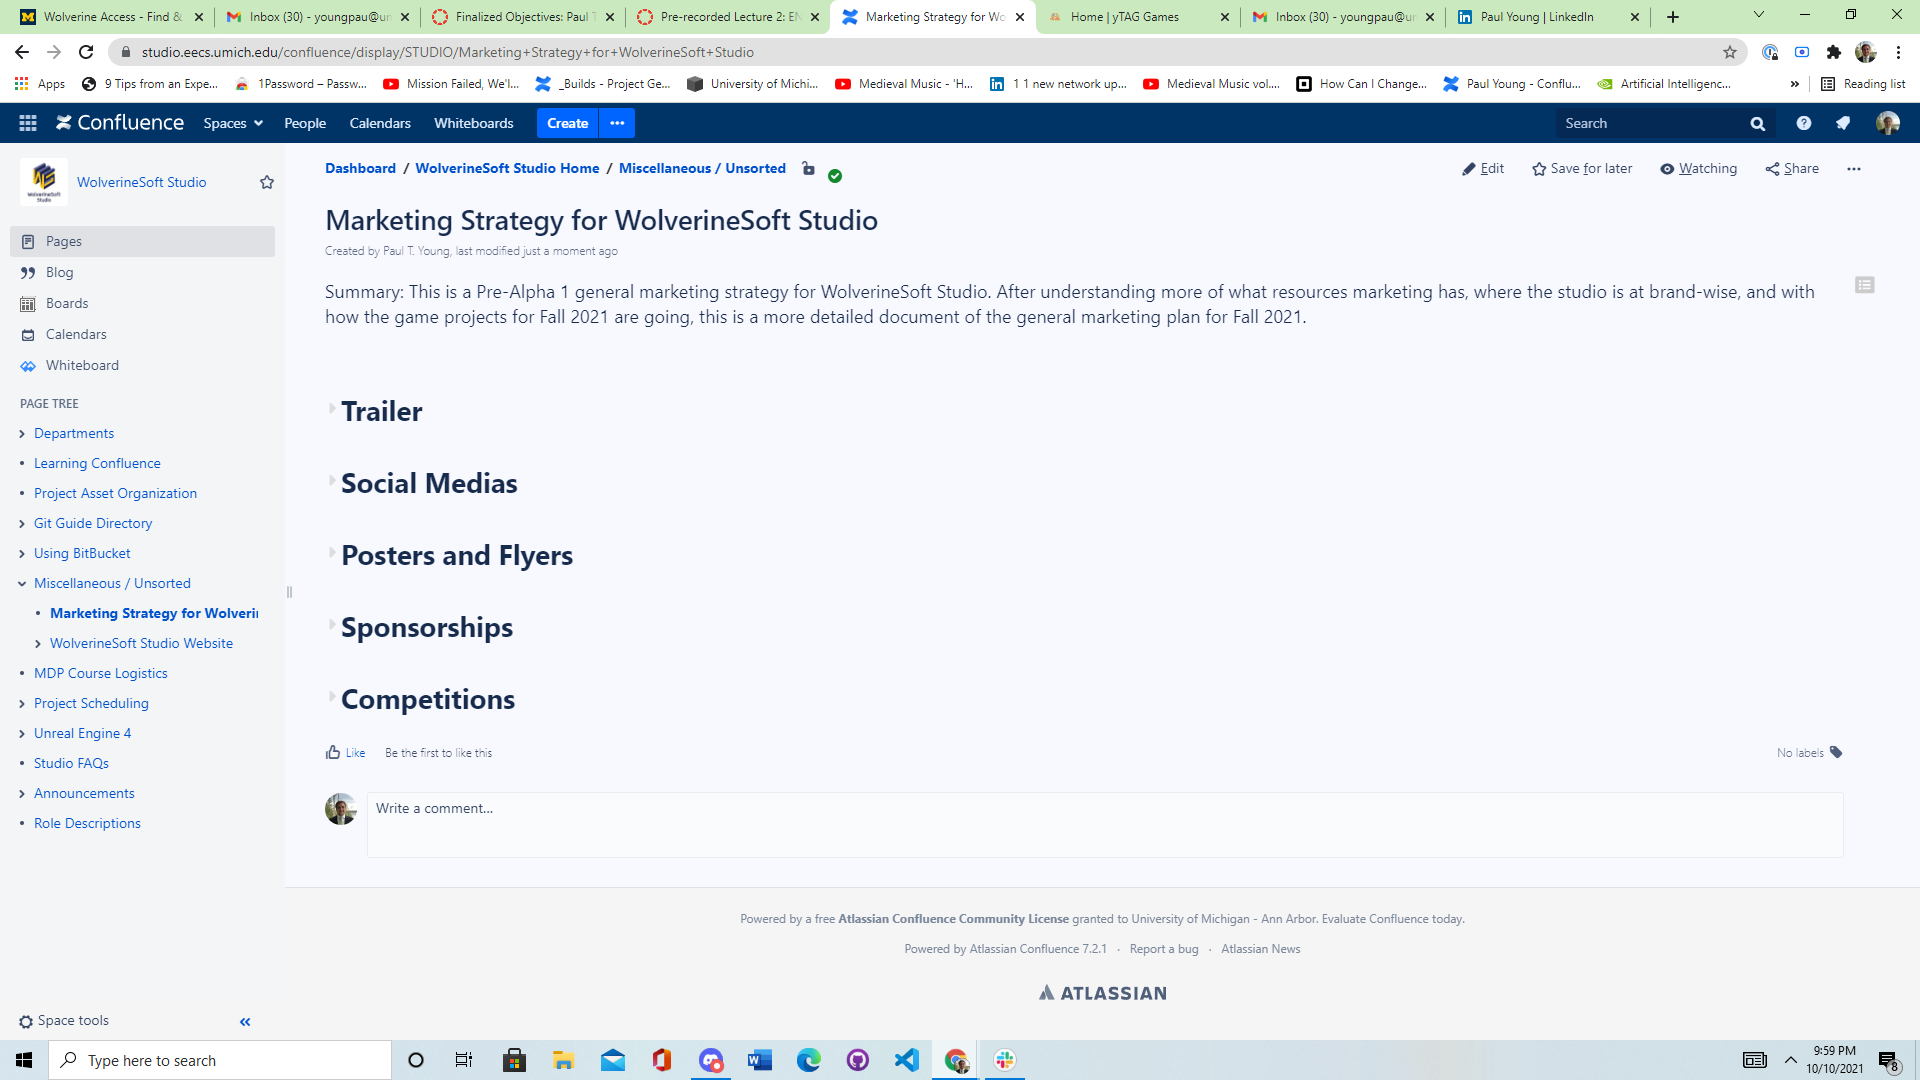 Wolverine Access - Find &
Inbox (30) - youngpau@un
Finalized Objectives: Paul T
Pre-recorded Lecture 2: EN
Marketing Strategy for Wo
Home | yTAG Games
Inbox (30) - youngpau@ur
Paul Young | LinkedIn
studio.eecs.umich.edu/confluence/display/STUDIO/Marketing+Strategy+for+WolverineSoft+Studio
Apps
9 Tips from an Expe...
1Password – Passw...
Mission Failed, We'l...
_Builds - Project Ge...
University of Michi...
Medieval Music - 'H...
1 1 new network up...
Medieval Music vol....
How Can I Change...
Paul Young - Conflu...
Artificial Intelligenc...
»
Reading list
Confluence
Spaces
People
Calendars
Whiteboards
Create
Search
WolverineSoft Studio
Pages
Blog
Boards
Calendars
Whiteboard
PAGE TREE
Departments
Learning Confluence
Project Asset Organization
Git Guide Directory
Using BitBucket
Miscellaneous / Unsorted
Marketing Strategy for Wolverin
WolverineSoft Studio Website
MDP Course Logistics
Project Scheduling
Unreal Engine 4
Studio FAQs
Announcements
Role Descriptions
Space tools
Dashboard / WolverineSoft Studio Home / Miscellaneous / Unsorted
Edit
Save for later
Watching
Share
Marketing Strategy for WolverineSoft Studio
Created by Paul T. Young, last modified just a moment ago
Summary: This is a Pre-Alpha 1 general marketing strategy for WolverineSoft Studio. After understanding more of what resources marketing has, where the studio is at brand-wise, and with
how the game projects for Fall 2021 are going, this is a more detailed document of the general marketing plan for Fall 2021.
Trailer
Social Medias
Posters and Flyers
Sponsorships
Competitions
Like
Be the first to like this
No labels
Write a comment...
Powered by a free Atlassian Confluence Community License granted to University of Michigan - Ann Arbor. Evaluate Confluence today.
Powered by Atlassian Confluence 7.2.1 · Report a bug · Atlassian News
ATLASSIAN
Type here to search
9:59 PM
10/10/2021
8